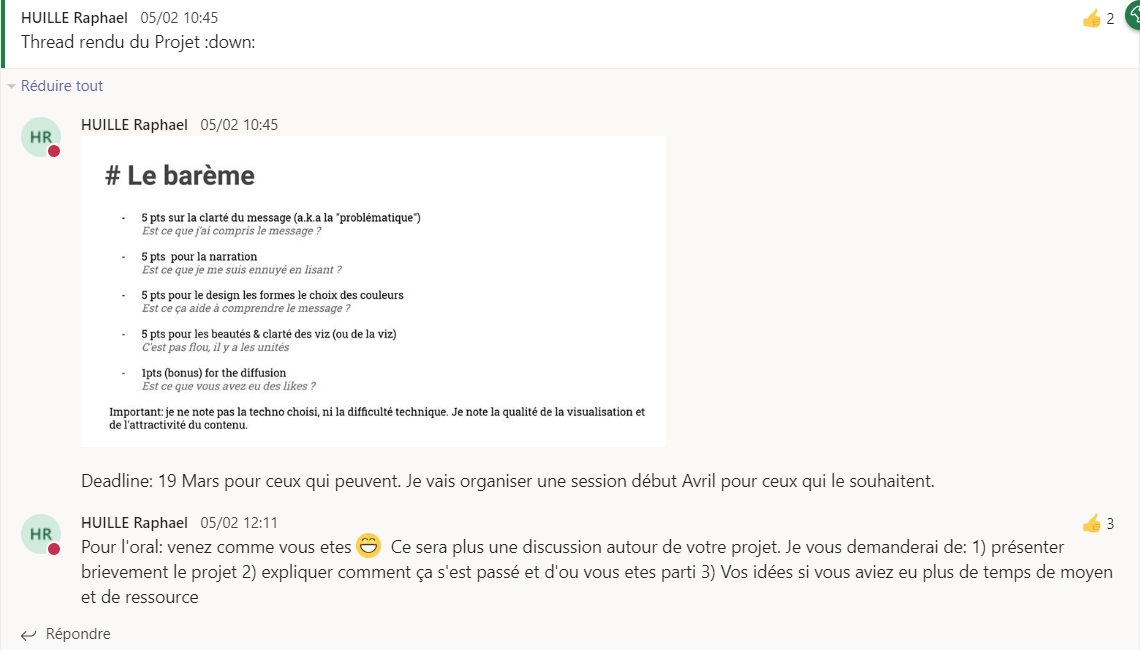 HUILLE Raphael 05/02 10:45
2
Thread rendu du Projet :down:
Réduire tout
HR
HUILLE Raphael 05/02 10:45
# Le barème
- 5 pts sur la clarté du message (a.k.a la "problématique")
Est ce que j'ai compris le message ?
- 5 pts pour la narration
Est ce que je me suis ennuyé en lisant ?
- 5 pts pour le design les formes le choix des couleurs
Est ce ça aide à comprendre le message ?
- 5 pts pour les beautés & clarté des viz (ou de la viz)
C'est pas flou, il y a les unités
- 1pts (bonus) for the diffusion
Est ce que vous avez eu des likes ?
Important: je ne note pas la techno choisi, ni la difficulté technique. Je note la qualité de la visualisation et
de l'attractivité du contenu.
Deadline: 19 Mars pour ceux qui peuvent. Je vais organiser une session début Avril pour ceux qui le souhaitent.
HR
HUILLE Raphael 05/02 12:11
3
Pour l'oral: venez comme vous etes 😄 Ce sera plus une discussion autour de votre projet. Je vous demanderai de: 1) présenter
brievement le projet 2) expliquer comment ça s'est passé et d'ou vous etes parti 3) Vos idées si vous aviez eu plus de temps de moyen
et de ressource
Répondre